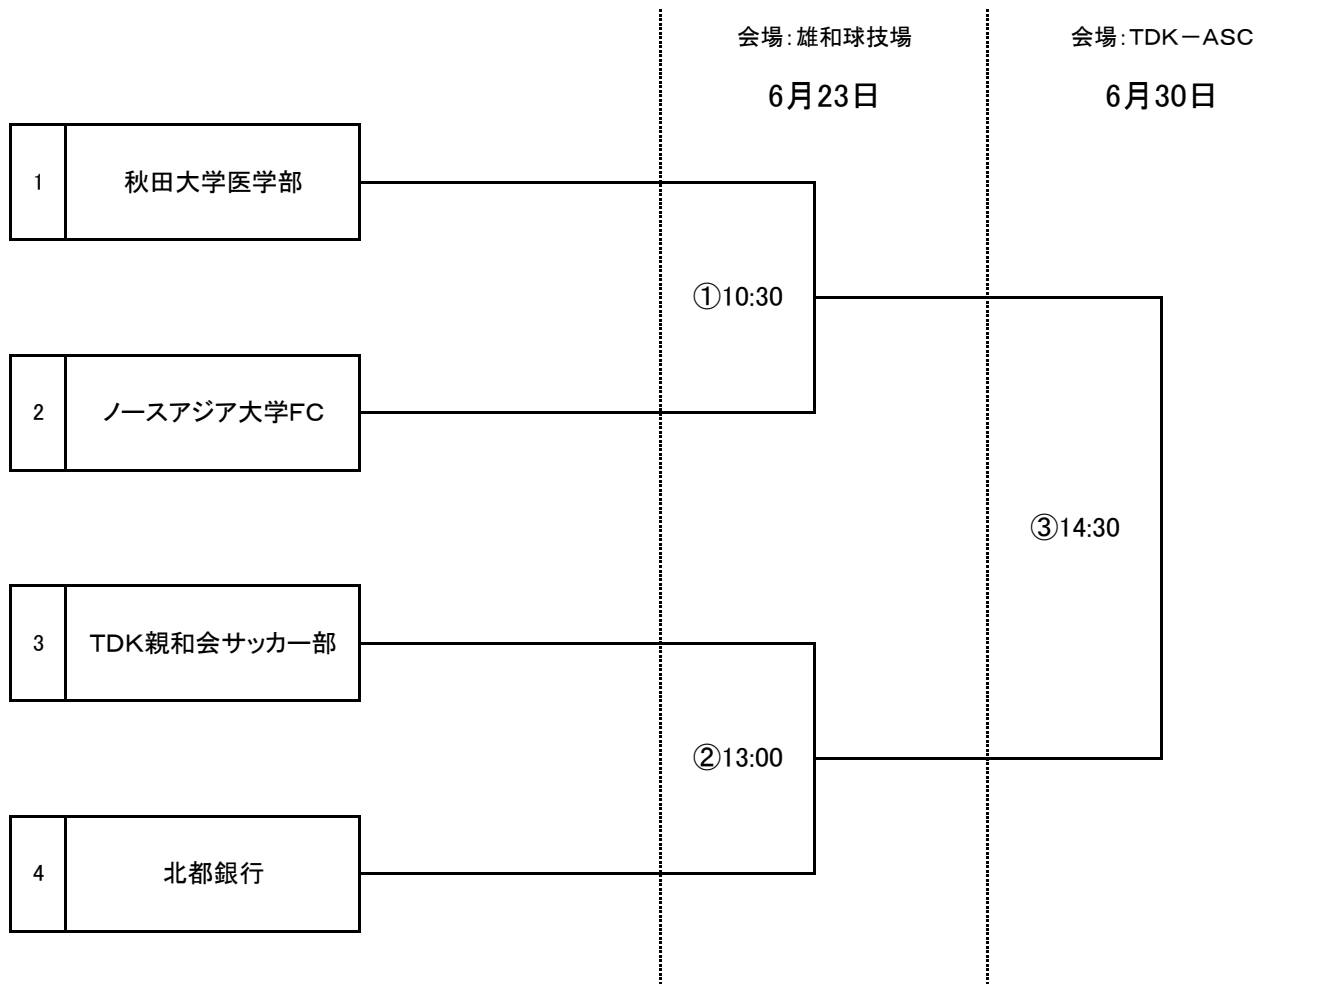 会場：雄和球技場
会場：TDK－ASC
6月23日
6月30日
1 秋田大学医学部
①10:30
2 ノースアジア大学FC
③14:30
3 TDK親和会サッカー部
②13:00
4 北都銀行